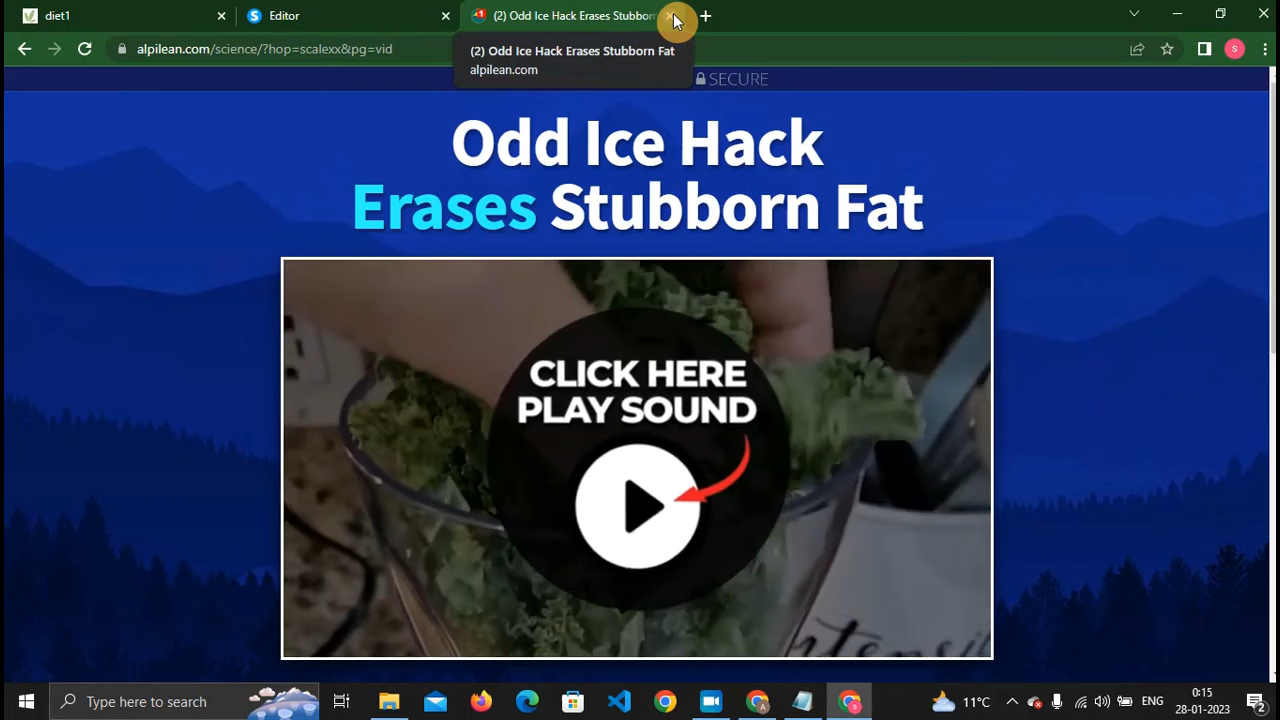 diet1
Editor
(2) Odd Ice Hack Erases Stubborn
alpilean.com/science/?hop=scalexx&pg=vid
(2) Odd Ice Hack Erases Stubborn Fat
alpilean.com
SECURE
Odd Ice Hack
Erases Stubborn Fat
CLICK HERE
PLAY SOUND
Type here to search
11°C
ENG
0:15
28-01-2023